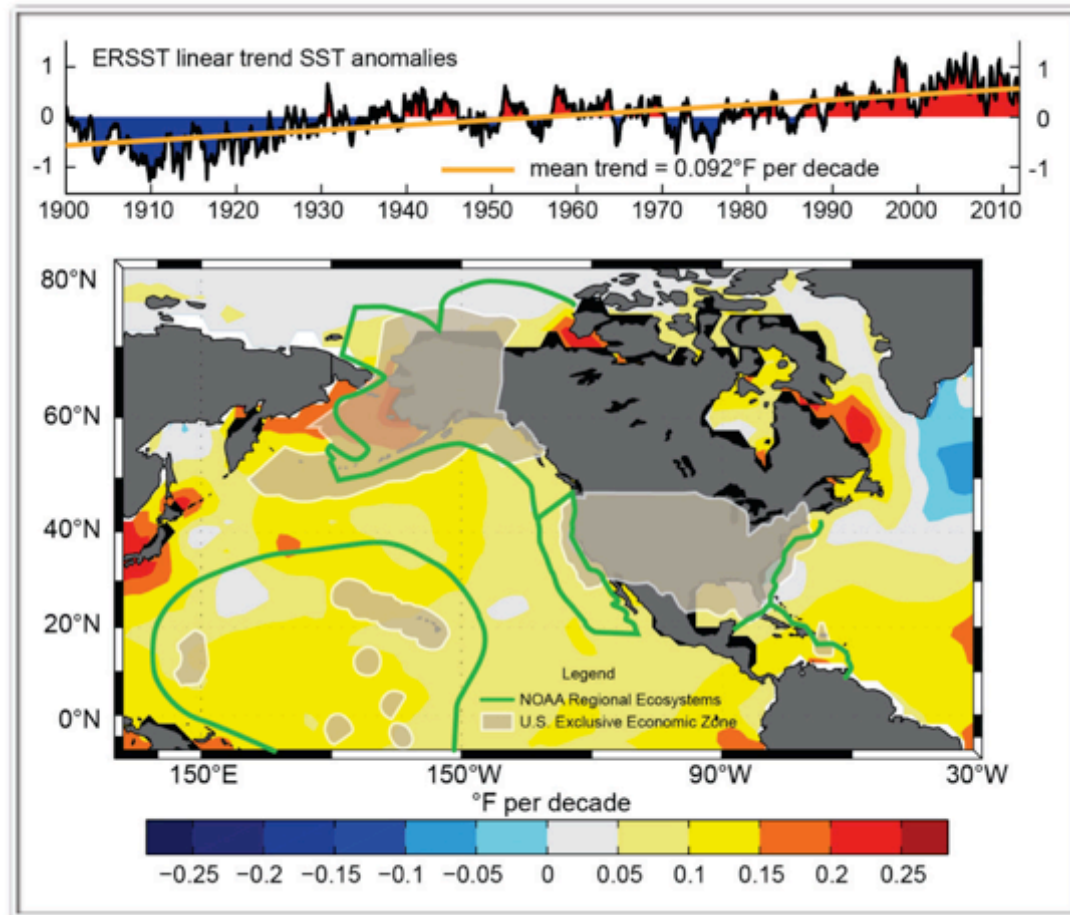 ERSST linear trend SST anomalies
1 1
0 0
-1 -1
mean trend = 0.092°F per decade
1900 1910 1920 1930 1940 1950 1960 1970 1980 1990 2000 2010
80°N
60°N
40°N
20°N
0°N
Legend
NOAA Regional Ecosystems
U.S. Exclusive Economic Zone
150°E 150°W 90°W 30°W
°F per decade
−0.25 −0.2 −0.15 −0.1 −0.05 0 0.05 0.1 0.15 0.2 0.25